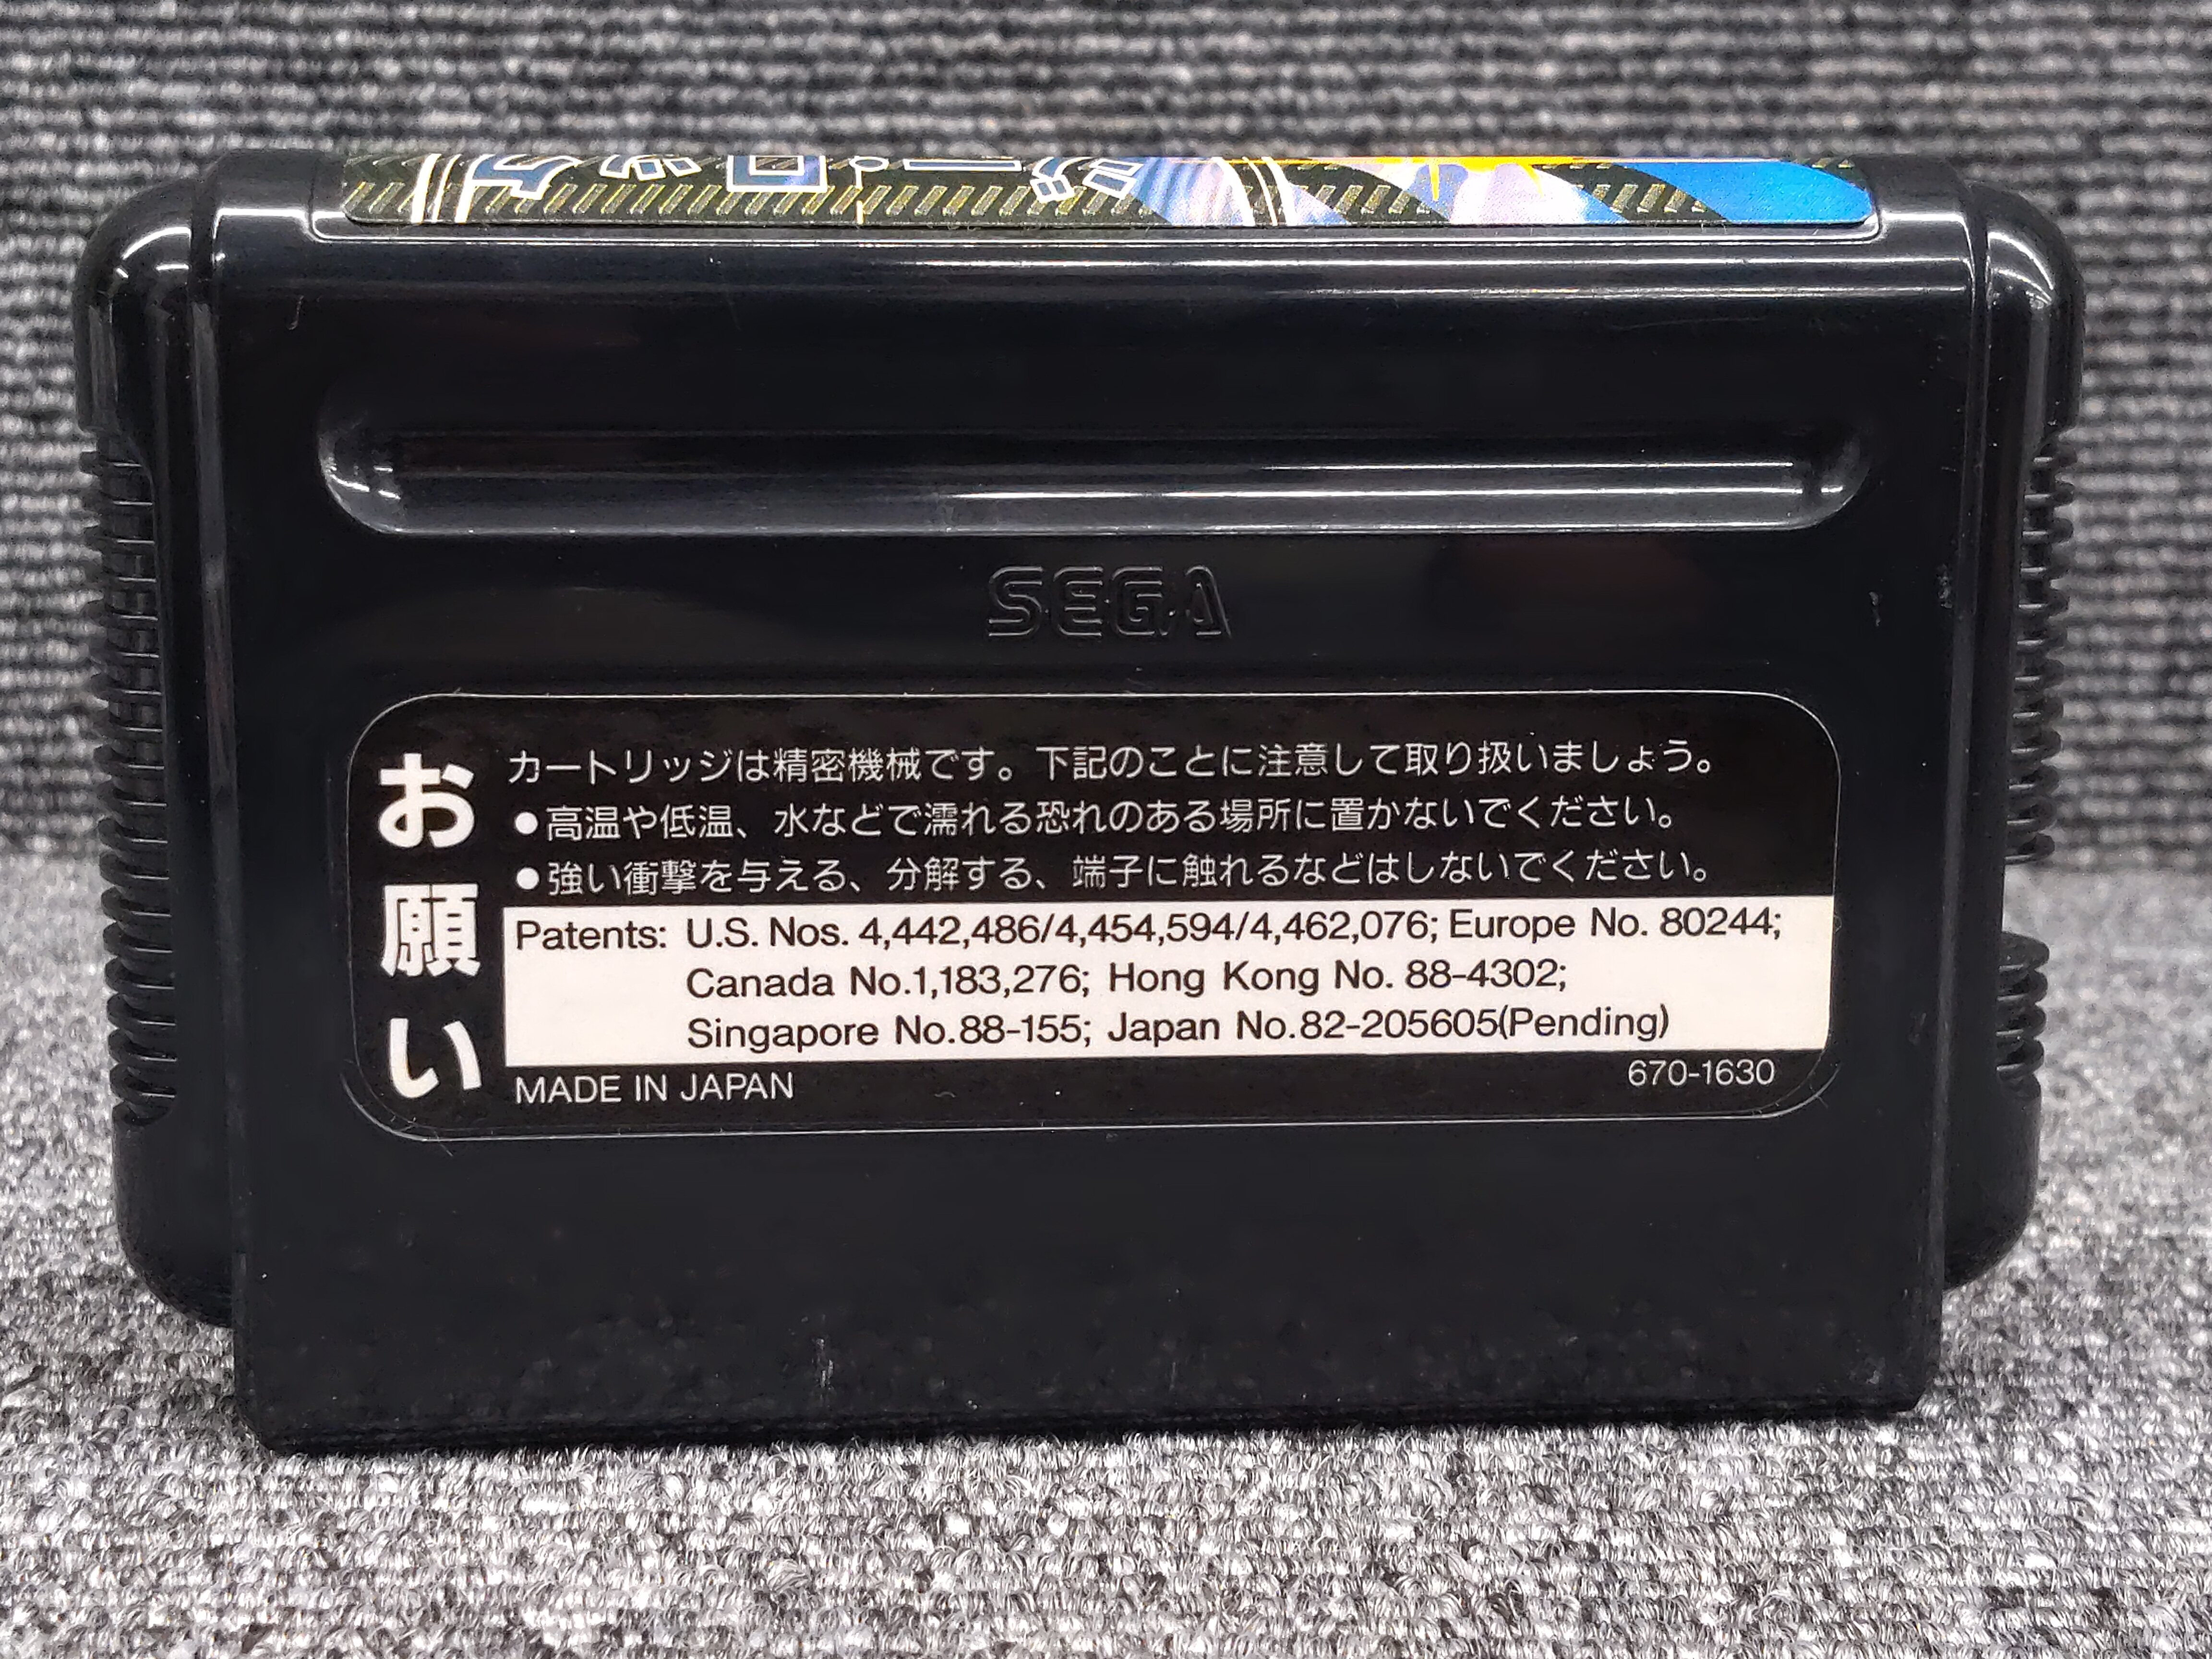 SEGA
お願い
カートリッジは精密機械です。下記のことに注意して取り扱いましょう。
●高温や低温、水などで濡れる恐れのある場所に置かないでください。
●強い衝撃を与える、分解する、端子に触れるなどはしないでください。
Patents: U.S. Nos. 4,442,486/4,454,594/4,462,076; Europe No. 80244;
Canada No.1,183,276; Hong Kong No. 88-4302;
Singapore No.88-155; Japan No.82-205605(Pending)
MADE IN JAPAN
670-1630